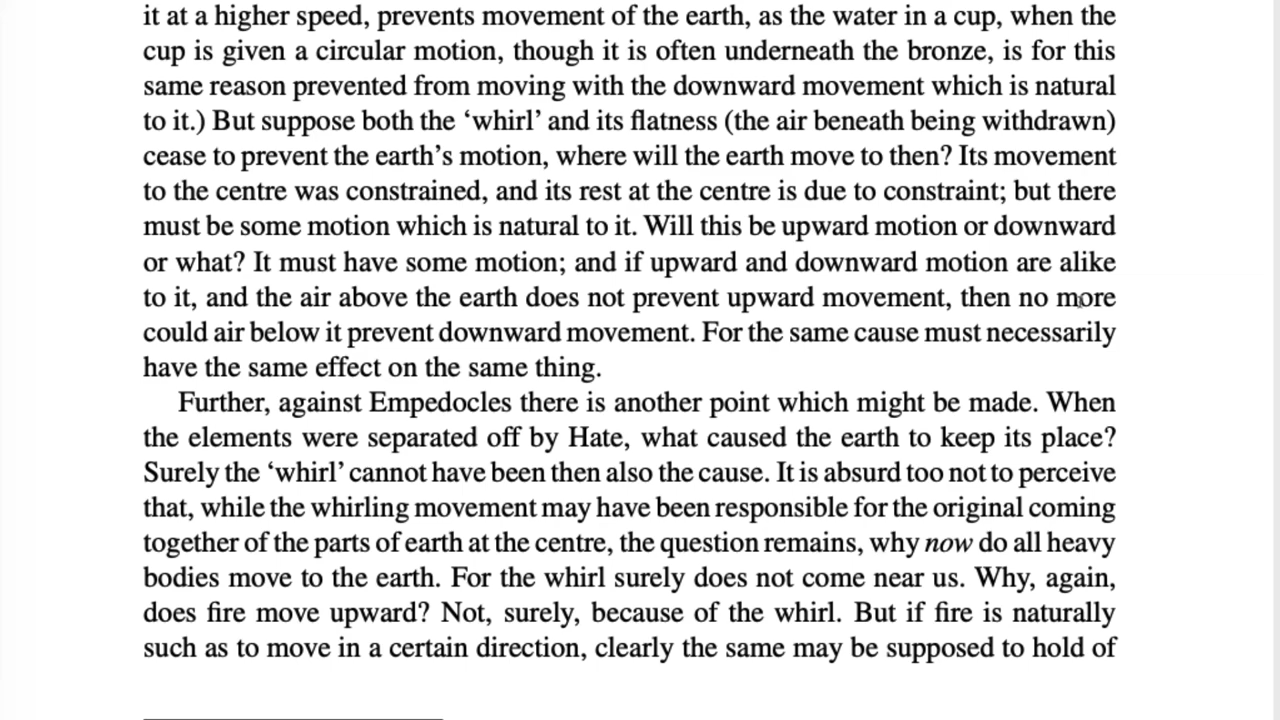 it at a higher speed, prevents movement of the earth, as the water in a cup, when the
cup is given a circular motion, though it is often underneath the bronze, is for this
same reason prevented from moving with the downward movement which is natural
to it.) But suppose both the ‘whirl’ and its flatness (the air beneath being withdrawn)
cease to prevent the earth’s motion, where will the earth move to then? Its movement
to the centre was constrained, and its rest at the centre is due to constraint; but there
must be some motion which is natural to it. Will this be upward motion or downward
or what? It must have some motion; and if upward and downward motion are alike
to it, and the air above the earth does not prevent upward movement, then no more
could air below it prevent downward movement. For the same cause must necessarily
have the same effect on the same thing.
Further, against Empedocles there is another point which might be made. When
the elements were separated off by Hate, what caused the earth to keep its place?
Surely the ‘whirl’ cannot have been then also the cause. It is absurd too not to perceive
that, while the whirling movement may have been responsible for the original coming
together of the parts of earth at the centre, the question remains, why now do all heavy
bodies move to the earth. For the whirl surely does not come near us. Why, again,
does fire move upward? Not, surely, because of the whirl. But if fire is naturally
such as to move in a certain direction, clearly the same may be supposed to hold of